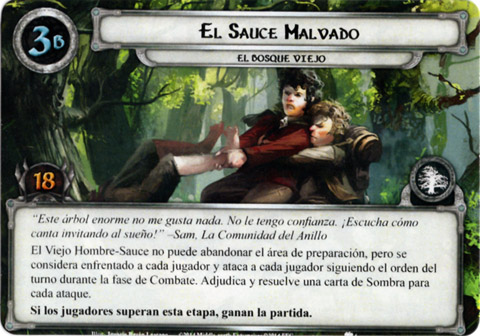 3B
El Sauce Malvado
El Bosque Viejo
18
"Este árbol enorme no me gusta nada. No le tengo confianza. ¡Escucha cómo
canta invitando al sueño!" –Sam, La Comunidad del Anillo
El Viejo Hombre-Sauce no puede abandonar el área de preparación, pero se
considera enfrentado a cada jugador y ataca a cada jugador siguiendo el orden del
turno durante la fase de Combate. Adjudica y resuelve una carta de Sombra para
cada ataque.
Si los jugadores superan esta etapa, ganan la partida.